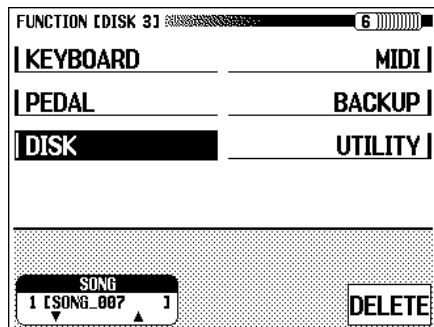 FUNCTION [DISK 3] 6
KEYBOARD MIDI
PEDAL BACKUP
DISK UTILITY
SONG
1 [SONG_007 ]
DELETE